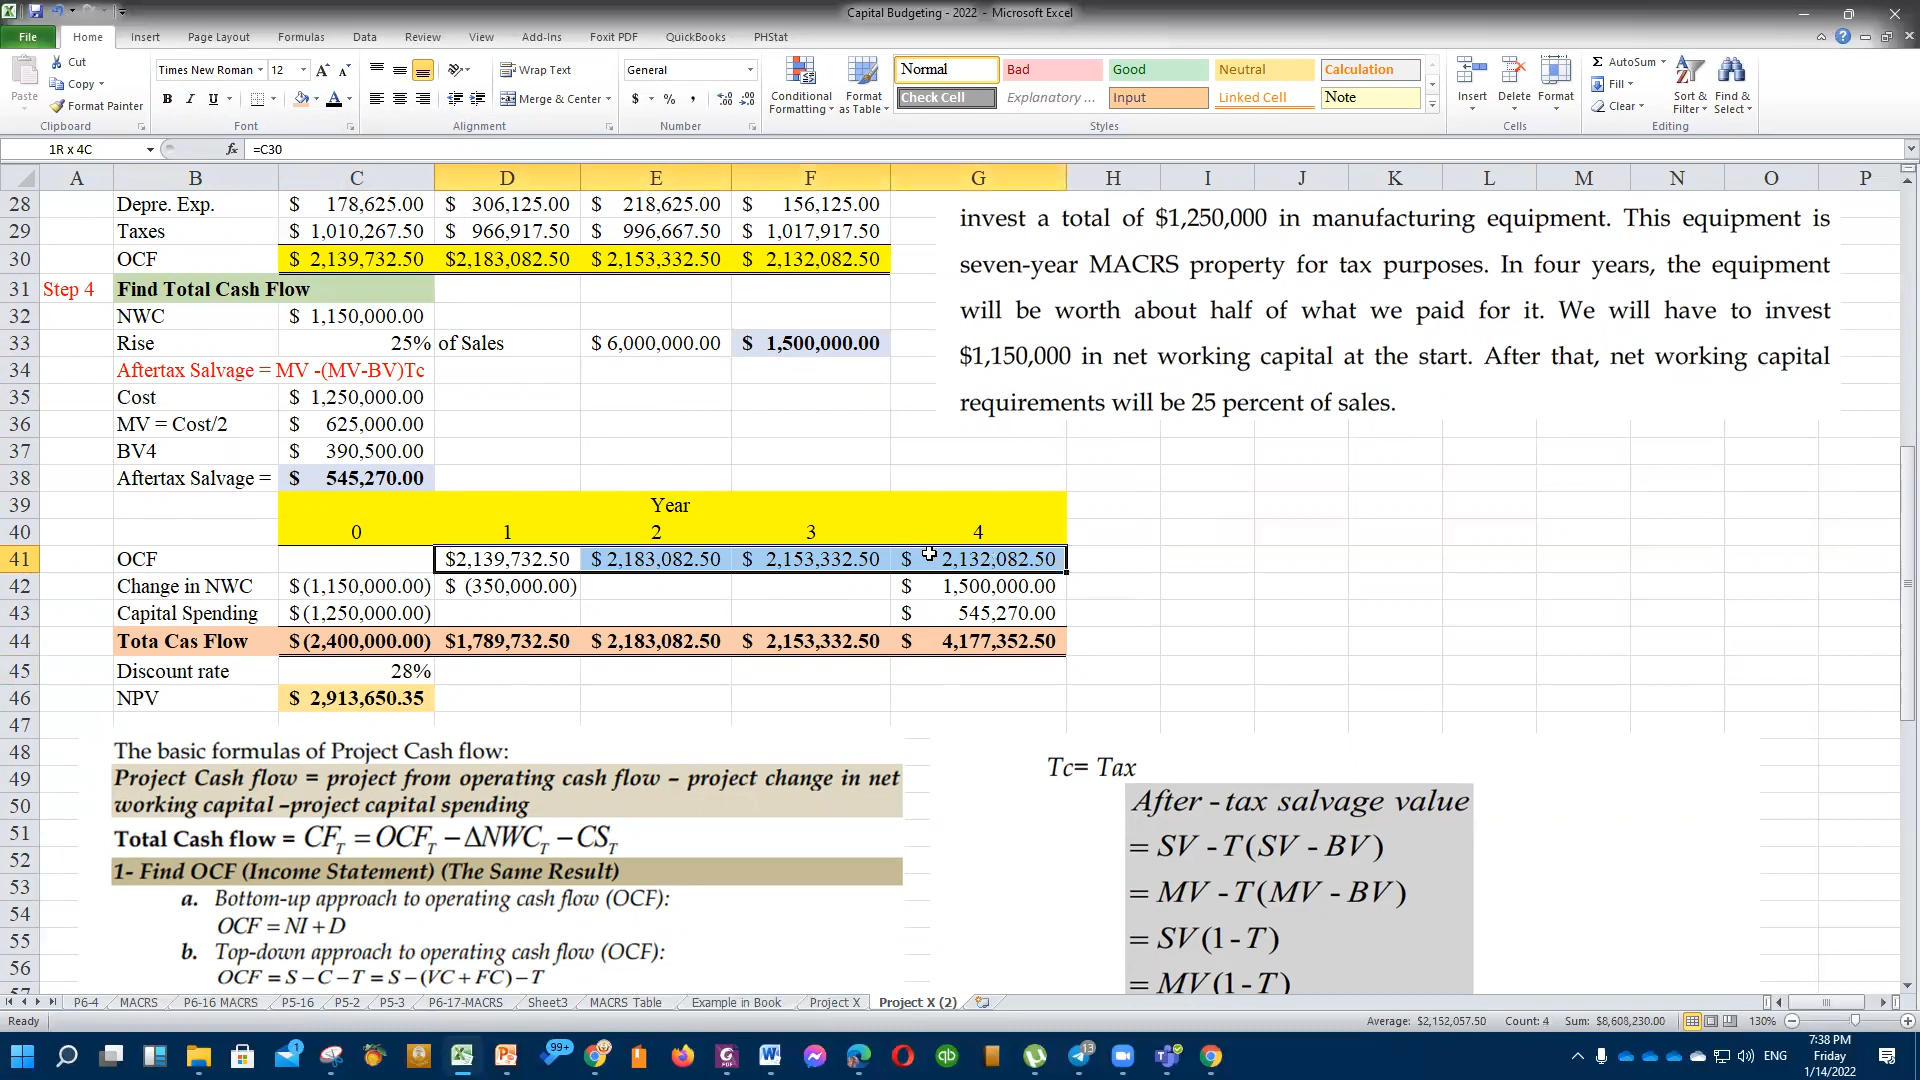 Capital Budgeting - 2022 - Microsoft Excel
File Home Insert Page Layout Formulas Data Review View Add-Ins Foxit PDF QuickBooks PHStat
Paste Cut Copy Format Painter
Times New Roman 12
B I U
Wrap Text
Merge & Center
General
$ % ,
Conditional Formatting Format as Table
Normal Bad Good Neutral Calculation
Check Cell Explanatory ... Input Linked Cell Note
Insert Delete Format
Σ AutoSum Fill Clear
Sort & Filter Find & Select
Clipboard Font Alignment Number Styles Cells Editing
1R x 4C fx =C30
A B C D E F G H I J K L M N O P
28 Depre. Exp. $ 178,625.00 $ 306,125.00 $ 218,625.00 $ 156,125.00
29 Taxes $ 1,010,267.50 $ 966,917.50 $ 996,667.50 $ 1,017,917.50
30 OCF $ 2,139,732.50 $2,183,082.50 $ 2,153,332.50 $ 2,132,082.50
31 Step 4 Find Total Cash Flow
32 NWC $ 1,150,000.00
33 Rise 25% of Sales $ 6,000,000.00 $ 1,500,000.00
34 Aftertax Salvage = MV -(MV-BV)Tc
35 Cost $ 1,250,000.00
36 MV = Cost/2 $ 625,000.00
37 BV4 $ 390,500.00
38 Aftertax Salvage = $ 545,270.00
39 Year
40 0 1 2 3 4
41 OCF $2,139,732.50 $ 2,183,082.50 $ 2,153,332.50 $ 2,132,082.50
42 Change in NWC $ (1,150,000.00) $ (350,000.00) $ 1,500,000.00
43 Capital Spending $ (1,250,000.00) $ 545,270.00
44 Tota Cas Flow $ (2,400,000.00) $1,789,732.50 $ 2,183,082.50 $ 2,153,332.50 $ 4,177,352.50
45 Discount rate 28%
46 NPV $ 2,913,650.35
47
48
49
50
51
52
53
54
55
56
invest a total of $1,250,000 in manufacturing equipment. This equipment is
seven-year MACRS property for tax purposes. In four years, the equipment
will be worth about half of what we paid for it. We will have to invest
$1,150,000 in net working capital at the start. After that, net working capital
requirements will be 25 percent of sales.
The basic formulas of Project Cash flow:
Project Cash flow = project from operating cash flow – project change in net
working capital –project capital spending
Total Cash flow = CF_T = OCF_T − ΔNWC_T − CS_T
1- Find OCF (Income Statement) (The Same Result)
a. Bottom-up approach to operating cash flow (OCF):
OCF = NI + D
b. Top-down approach to operating cash flow (OCF):
OCF = S − C − T = S − (VC + FC) − T
Tc= Tax
After - tax salvage value
= SV - T(SV - BV)
= MV - T(MV - BV)
= SV(1 - T)
= MV(1 - T)
P6-4 MACRS P6-16 MACRS P5-16 P5-2 P5-3 P6-17-MACRS Sheet3 MACRS Table Example in Book Project X Project X (2)
Ready Average: $2,152,057.50 Count: 4 Sum: $8,608,230.00 130%
1 99+ 13
ENG
7:38 PM
Friday
1/14/2022